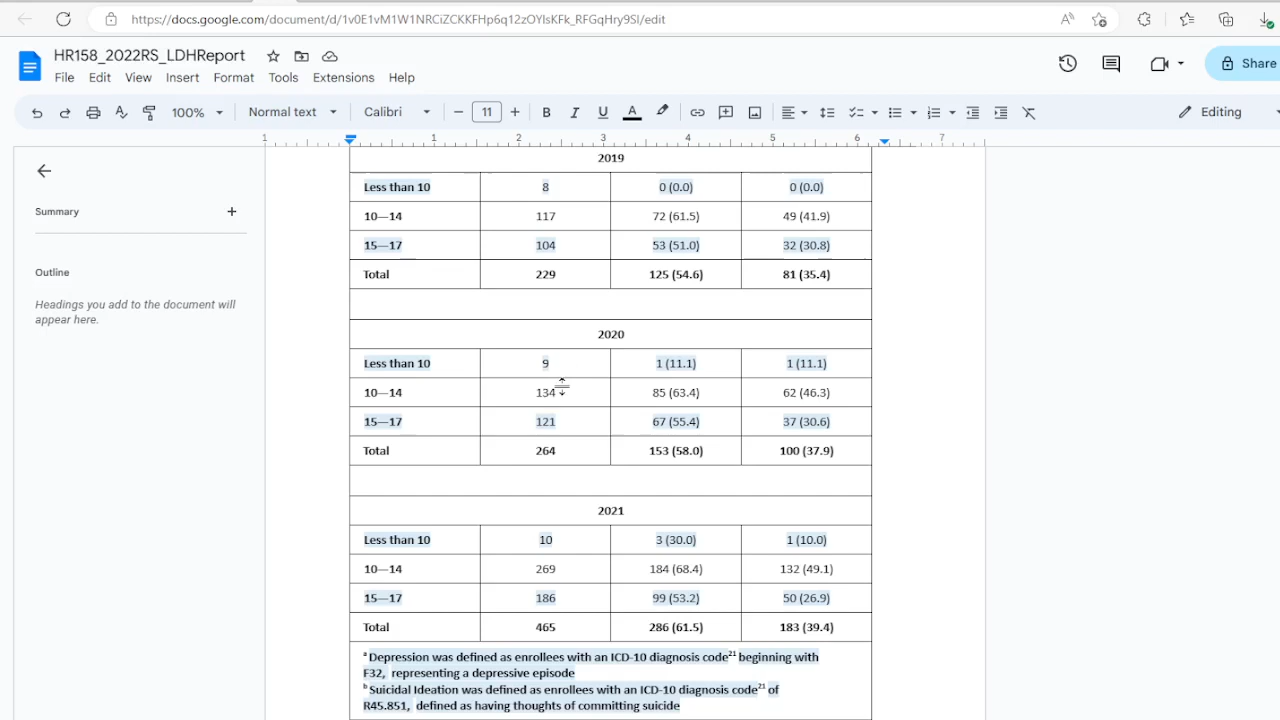 https://docs.google.com/document/d/1v0E1vM1W1NRCiZCKKFHp6q12zOYlsKFk_RFGqHry9SI/edit
HR158_2022RS_LDHReport
File Edit View Insert Format Tools Extensions Help
Share
100% Normal text Calibri 11 Editing
1 1 2 3 4 5 6 7
Summary
Outline
Headings you add to the document will
appear here.
2019
Less than 10 8 0 (0.0) 0 (0.0)
10—14 117 72 (61.5) 49 (41.9)
15—17 104 53 (51.0) 32 (30.8)
Total 229 125 (54.6) 81 (35.4)
2020
Less than 10 9 1 (11.1) 1 (11.1)
10—14 134 85 (63.4) 62 (46.3)
15—17 121 67 (55.4) 37 (30.6)
Total 264 153 (58.0) 100 (37.9)
2021
Less than 10 10 3 (30.0) 1 (10.0)
10—14 269 184 (68.4) 132 (49.1)
15—17 186 99 (53.2) 50 (26.9)
Total 465 286 (61.5) 183 (39.4)
a Depression was defined as enrollees with an ICD-10 diagnosis code21 beginning with
F32, representing a depressive episode
b Suicidal Ideation was defined as enrollees with an ICD-10 diagnosis code21 of
R45.851, defined as having thoughts of committing suicide